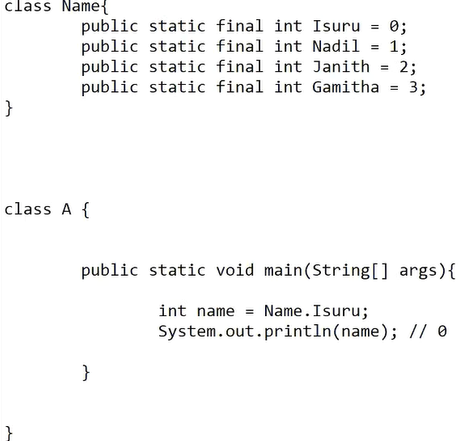 class Name{
        public static final int Isuru = 0;
        public static final int Nadil = 1;
        public static final int Janith = 2;
        public static final int Gamitha = 3;
}
class A {
        public static void main(String[] args){
                int name = Name.Isuru;
                System.out.println(name); // 0
        }
}